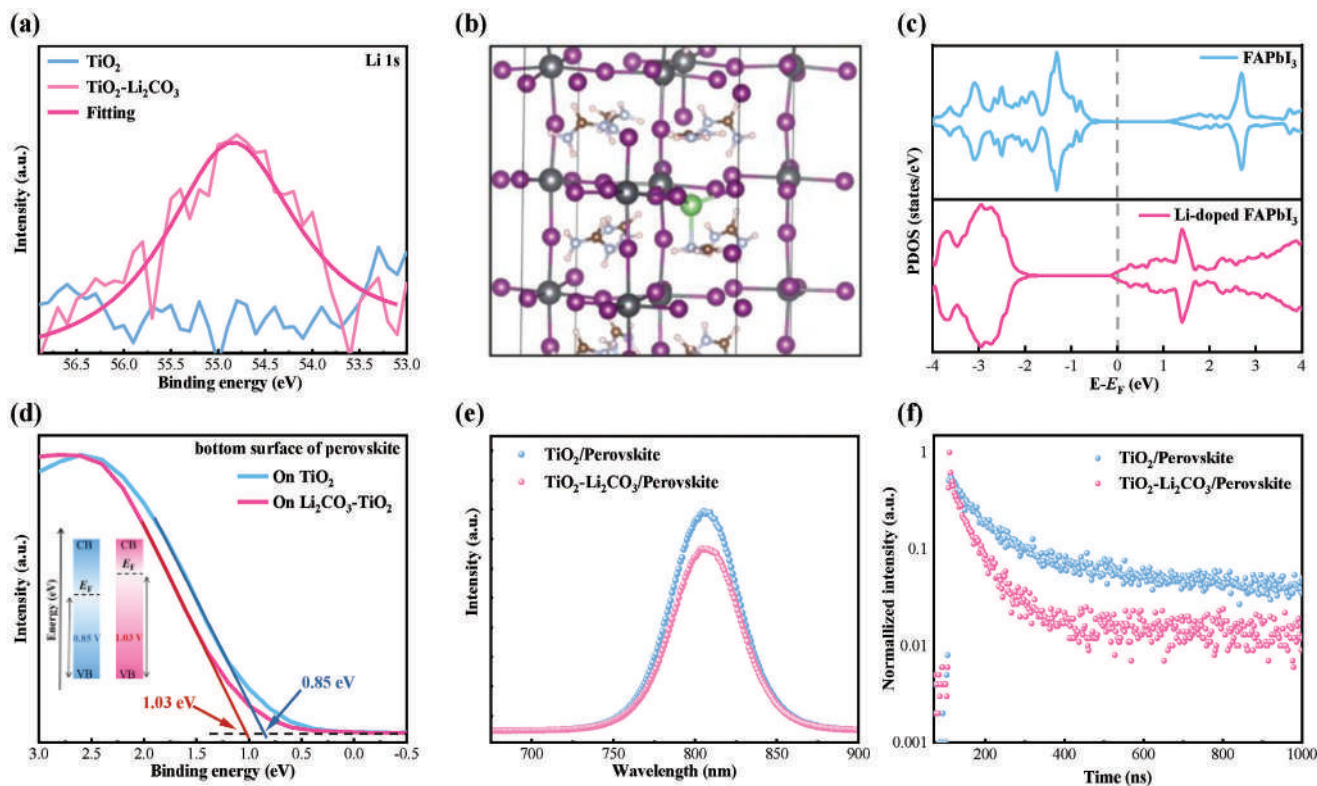 (a)
Li 1s
TiO₂
TiO₂-Li₂CO₃
Fitting
Intensity (a.u.)
56.5 56.0 55.5 55.0 54.5 54.0 53.5 53.0
Binding energy (eV)
(b)
(c)
FAPbI₃
Li-doped FAPbI₃
PDOS (states/eV)
-4 -3 -2 -1 0 1 2 3 4
E-E_F (eV)
(d)
bottom surface of perovskite
On TiO₂
On Li₂CO₃-TiO₂
CB CB
E_F
E_F
Energy (eV)
0.85 V 1.03 V
VB VB
1.03 eV
0.85 eV
Intensity (a.u.)
3.0 2.5 2.0 1.5 1.0 0.5 0.0 -0.5
Binding energy (eV)
(e)
TiO₂/Perovskite
TiO₂-Li₂CO₃/Perovskite
Intensity (a.u.)
700 750 800 850 900
Wavelength (nm)
(f)
TiO₂/Perovskite
TiO₂-Li₂CO₃/Perovskite
Normallized intensity (a.u.)
1
0.1
0.01
0.001
200 400 600 800 1000
Time (ns)